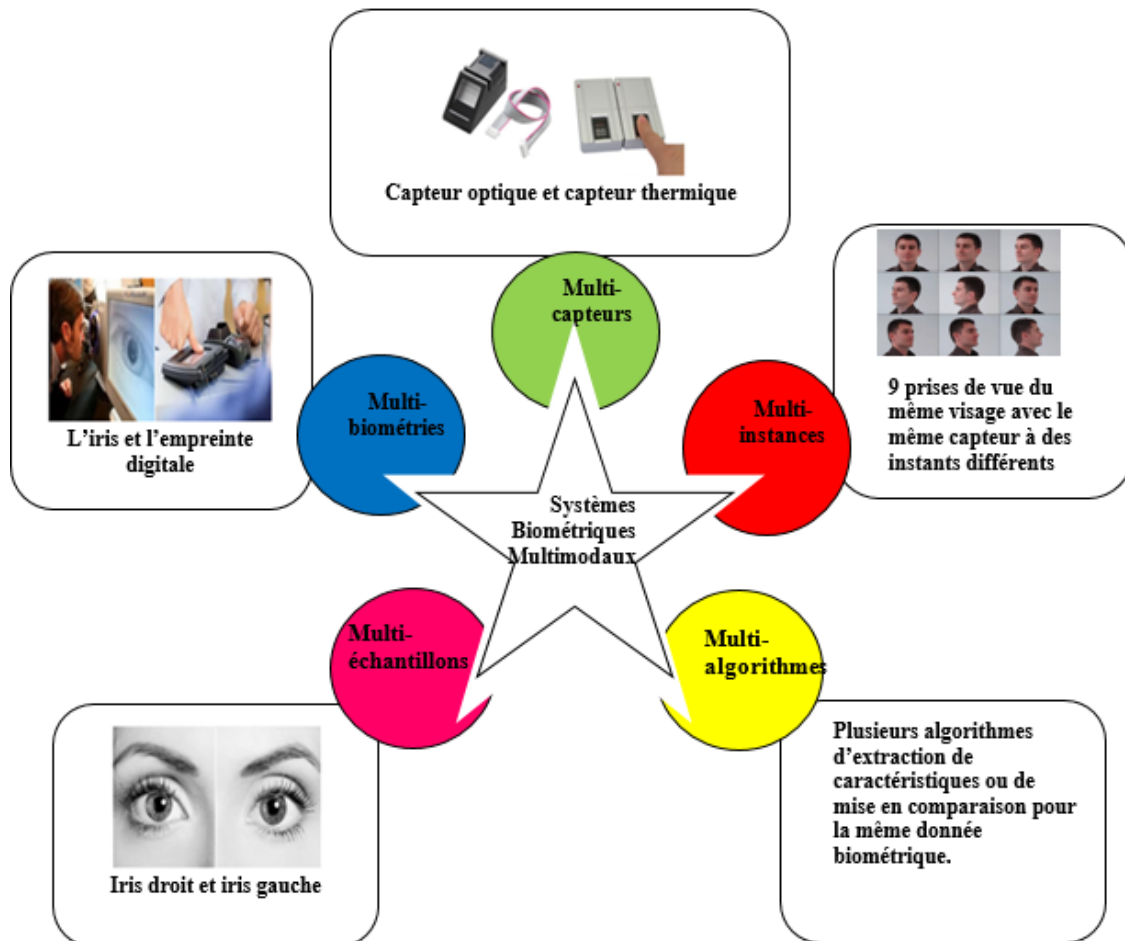 Capteur optique et capteur thermique
Multi-
capteurs
Multi-
biométries
L'iris et l'empreinte
digitale
Multi-
instances
9 prises de vue du
même visage avec le
même capteur à des
instants différents
Systèmes
Biométriques
Multimodaux
Multi-
échantillons
Iris droit et iris gauche
Multi-
algorithmes
Plusieurs algorithmes
d'extraction de
caractéristiques ou de
mise en comparaison pour
la même donnée
biométrique.